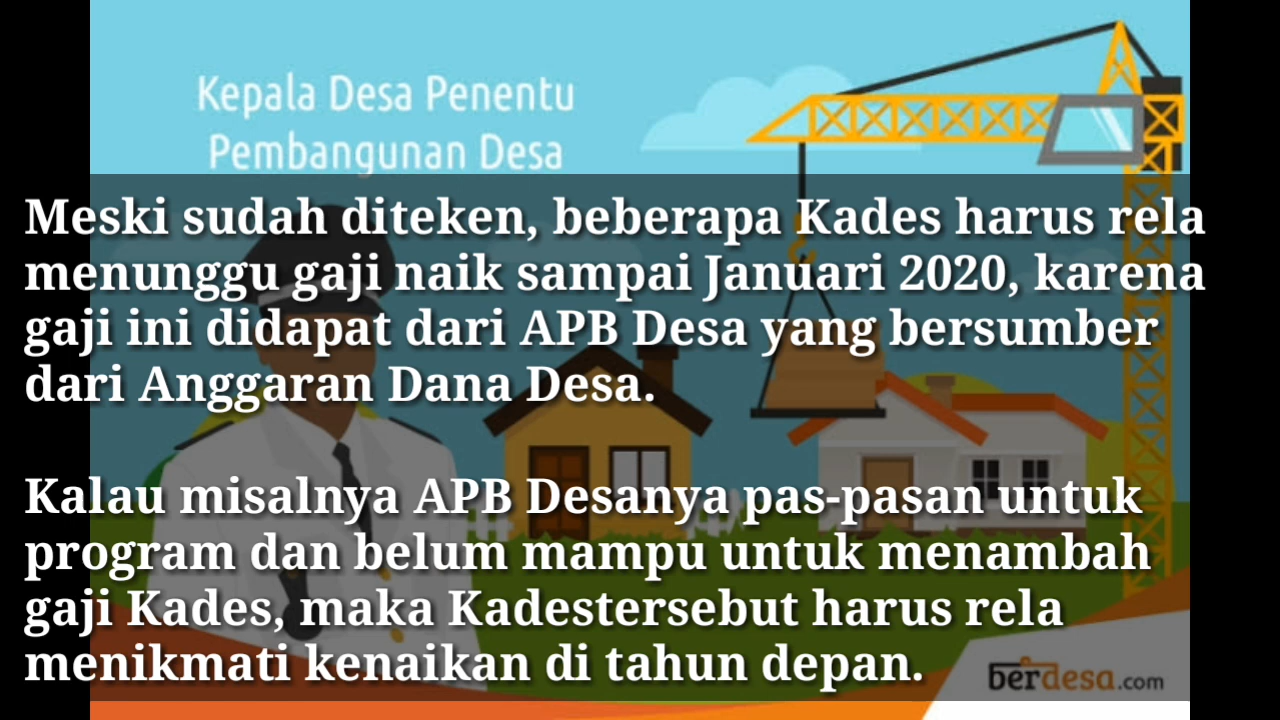 Kepala Desa Penentu
Pembangunan Desa
Meski sudah diteken, beberapa Kades harus rela
menunggu gaji naik sampai Januari 2020, karena
gaji ini didapat dari APB Desa yang bersumber
dari Anggaran Dana Desa.
Kalau misalnya APB Desanya pas-pasan untuk
program dan belum mampu untuk menambah
gaji Kades, maka Kadestersebut harus rela
menikmati kenaikan di tahun depan.
berdesa.com